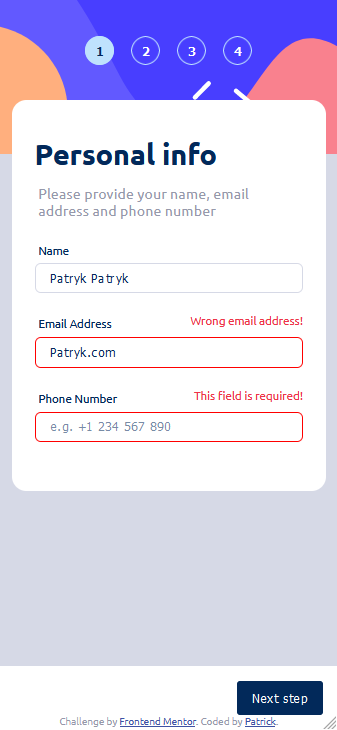 1 2 3 4
Personal info
Please provide your name, email
address and phone number
Name
Patryk Patryk
Email Address
Wrong email address!
Patryk.com
Phone Number
This field is required!
e.g. +1 234 567 890
Next step
Challenge by Frontend Mentor. Coded by Patrick.